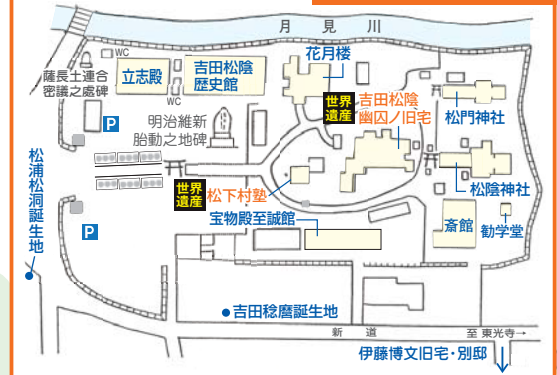 月見川
WC
花月楼
薩長土連合
密議之處碑
立志殿
吉田松陰
歴史館
WC
世界
遺産
吉田松陰
幽囚ノ旧宅
松門神社
P
明治維新
胎動之地碑
松浦松洞誕生地
世界
遺産
松下村塾
松陰神社
宝物殿至誠館
P
斎館
勧学堂
吉田稔麿誕生地
新道
至 東光寺→
伊藤博文旧宅・別邸